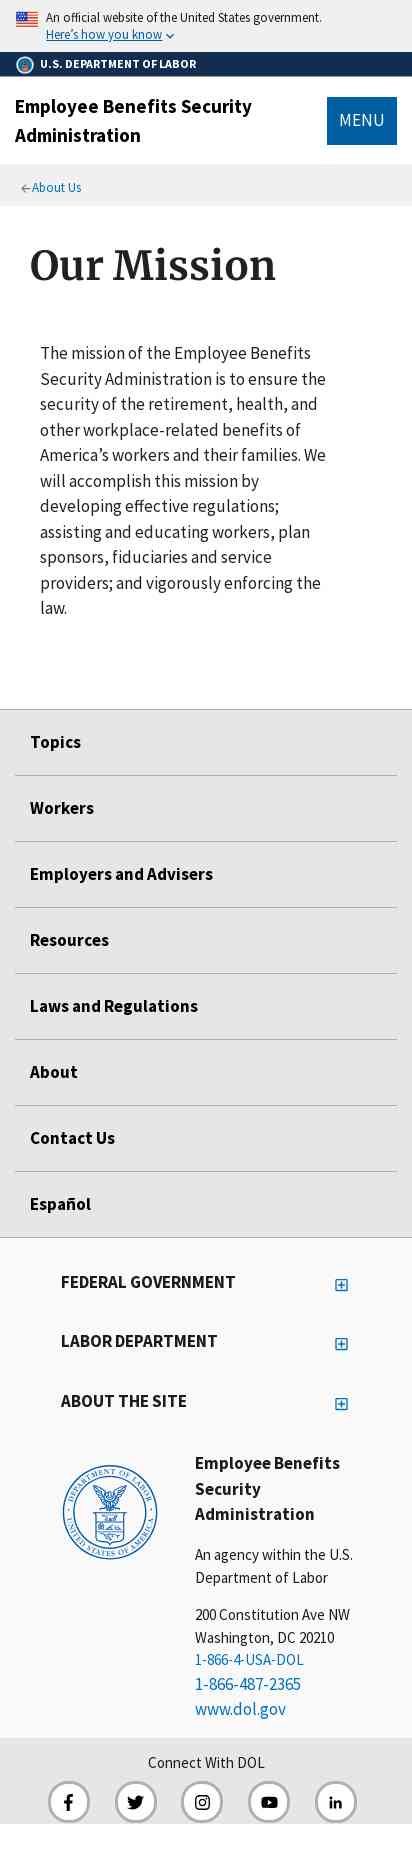 An official website of the United States government.
Here’s how you know
U.S. DEPARTMENT OF LABOR
Employee Benefits Security
Administration
MENU
About Us
Our Mission
The mission of the Employee Benefits
Security Administration is to ensure the
security of the retirement, health, and
other workplace-related benefits of
America’s workers and their families. We
will accomplish this mission by
developing effective regulations;
assisting and educating workers, plan
sponsors, fiduciaries and service
providers; and vigorously enforcing the
law.
Topics
Workers
Employers and Advisers
Resources
Laws and Regulations
About
Contact Us
Español
FEDERAL GOVERNMENT
LABOR DEPARTMENT
ABOUT THE SITE
DEPARTMENT OF LABOR
UNITED STATES OF AMERICA
Employee Benefits
Security
Administration
An agency within the U.S.
Department of Labor
200 Constitution Ave NW
Washington, DC 20210
1-866-4-USA-DOL
1-866-487-2365
www.dol.gov
Connect With DOL